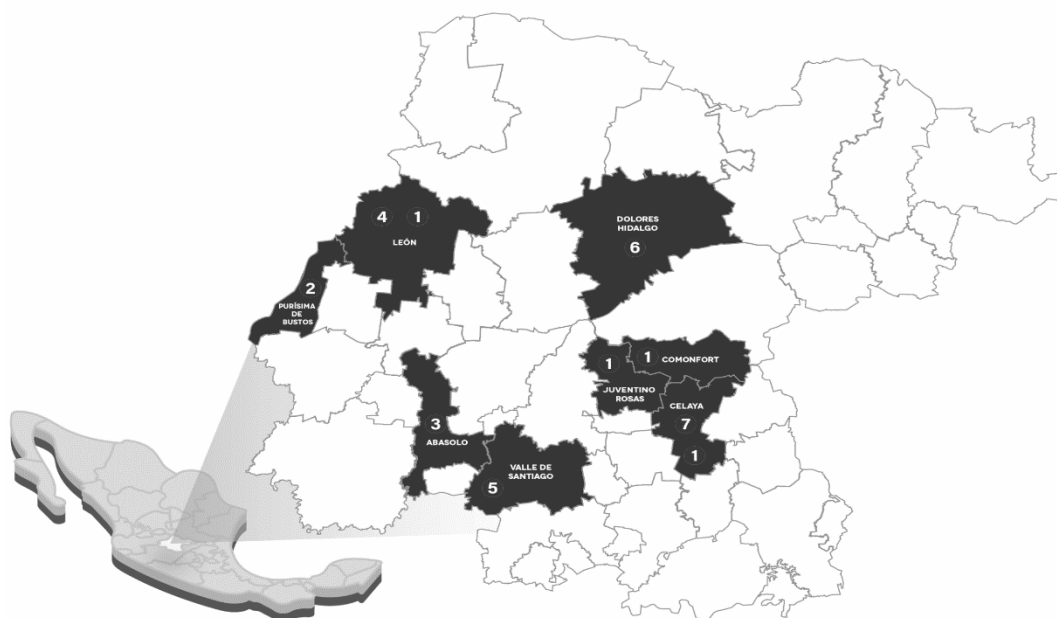 4 1
LEÓN
DOLORES
HIDALGO
6
2
PURÍSIMA
DE
BUSTOS
1
1 COMONFORT
JUVENTINO
ROSAS
CELAYA
7
1
3
ABASOLO
VALLE DE
SANTIAGO
5